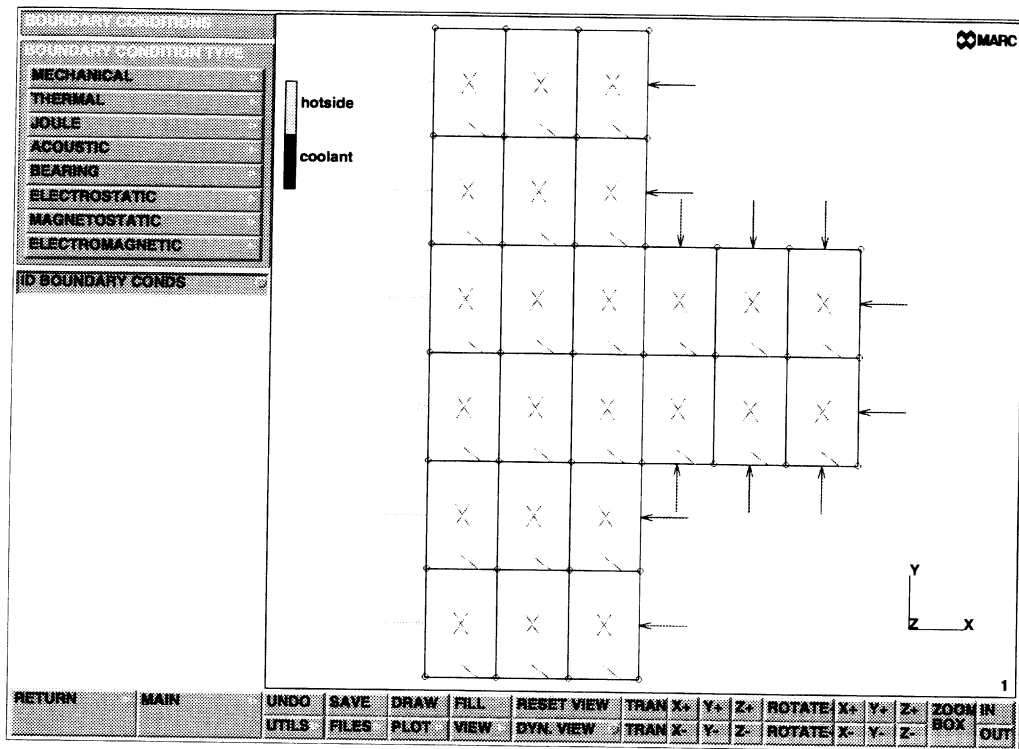 BOUNDARY CONDITIONS
BOUNDARY CONDITION TYPE
MECHANICAL
THERMAL
JOULE
ACOUSTIC
BEARING
ELECTROSTATIC
MAGNETOSTATIC
ELECTROMAGNETIC
ID BOUNDARY CONDS
hotside
coolant
MARC
Y
Z X
1
RETURN MAIN UNDO SAVE DRAW FILL RESET VIEW TRAN X+ Y+ Z+ ROTATE+ X+ Y+ Z+ ZOOM IN
UTILS FILES PLOT VIEW DYN. VIEW TRAN X- Y- Z- ROTATE- X- Y- Z- BOX OUT